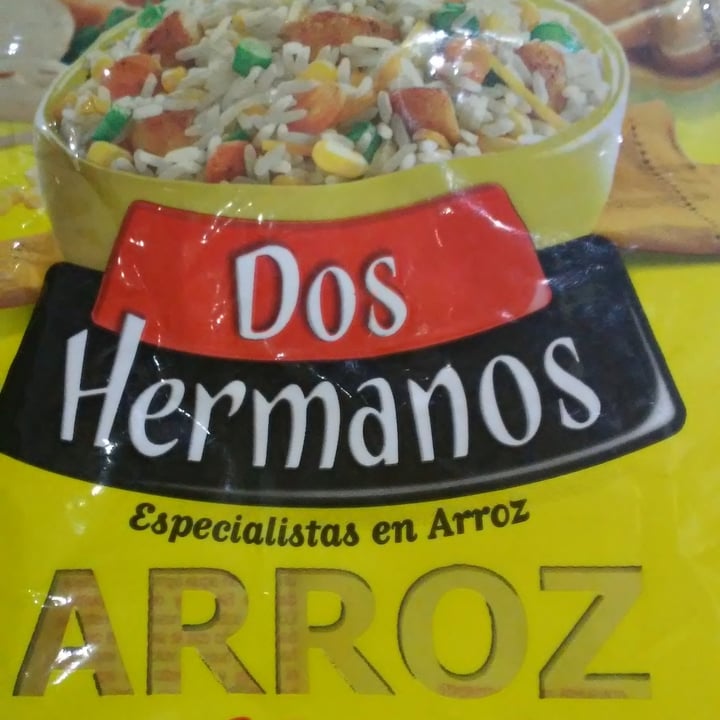 Dos
Hermanos
Especialistas en Arroz
ARROZ